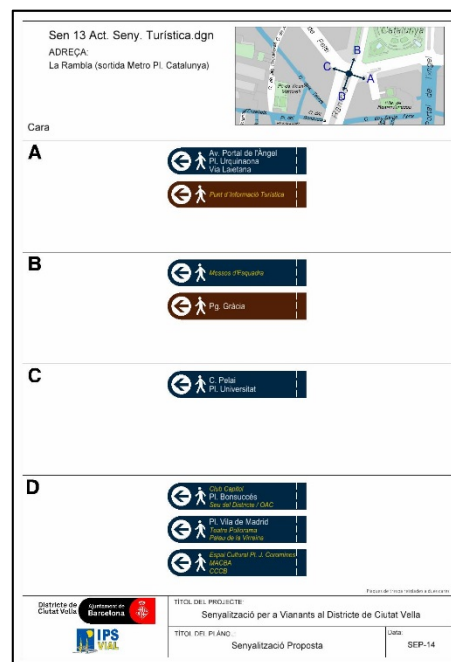 Sen 13 Act. Seny. Turística.dgn
ADREÇA:
La Rambla (sortida Metro Pl. Catalunya)
Catalunya
B
C
A
D
Cara
A
Av. Portal de l'Àngel
Pl. Urquinaona
Via Laietana
Punt d'Informació Turística
B
Mossos d'Esquadra
Pg. Gràcia
C
C. Pelai
Pl. Universitat
D
Club Capitol
Pl. Bonsuccés
Seu del Districte / OAC
Pl. Vila de Madrid
Teatre Poliorama
Palau de la Virreina
Espai Cultural Pl. J. Coromines
MACBA
CCCB
Districte de
Ciutat Vella
Ajuntament de
Barcelona
IPS
VIAL
TÍTOL DEL PROJECTE:
Senyalització per a Vianants al Districte de Ciutat Vella
TÍTOL DEL PLÀNOL:
Senyalització Proposta
Data:
SEP-14